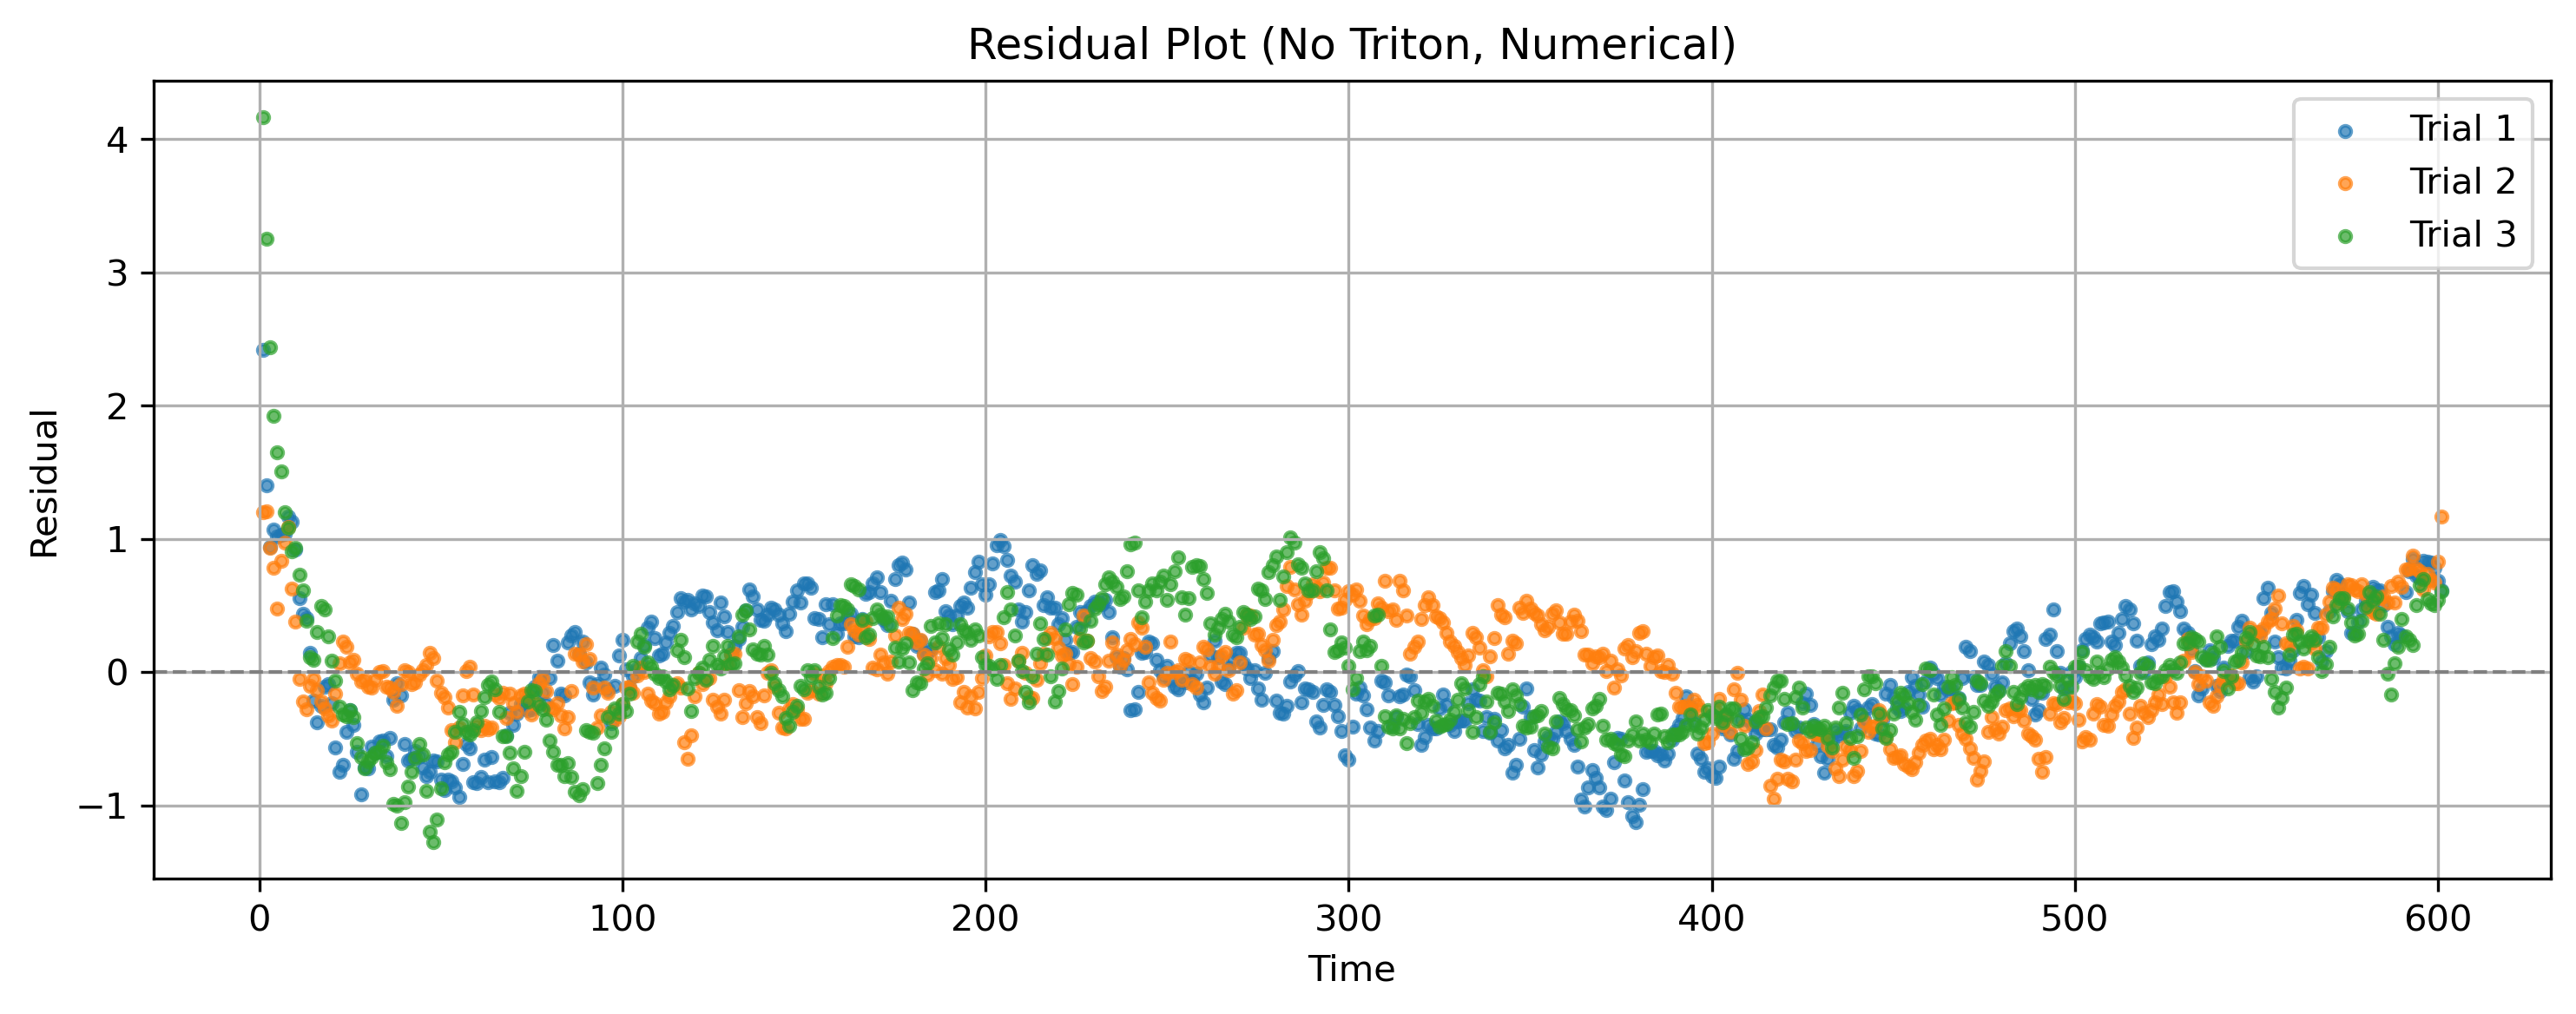 Residual Plot (No Triton, Numerical)
Trial 1
Trial 2
Trial 3
4
3
2
1
0
−1
Residual
0 100 200 300 400 500 600
Time